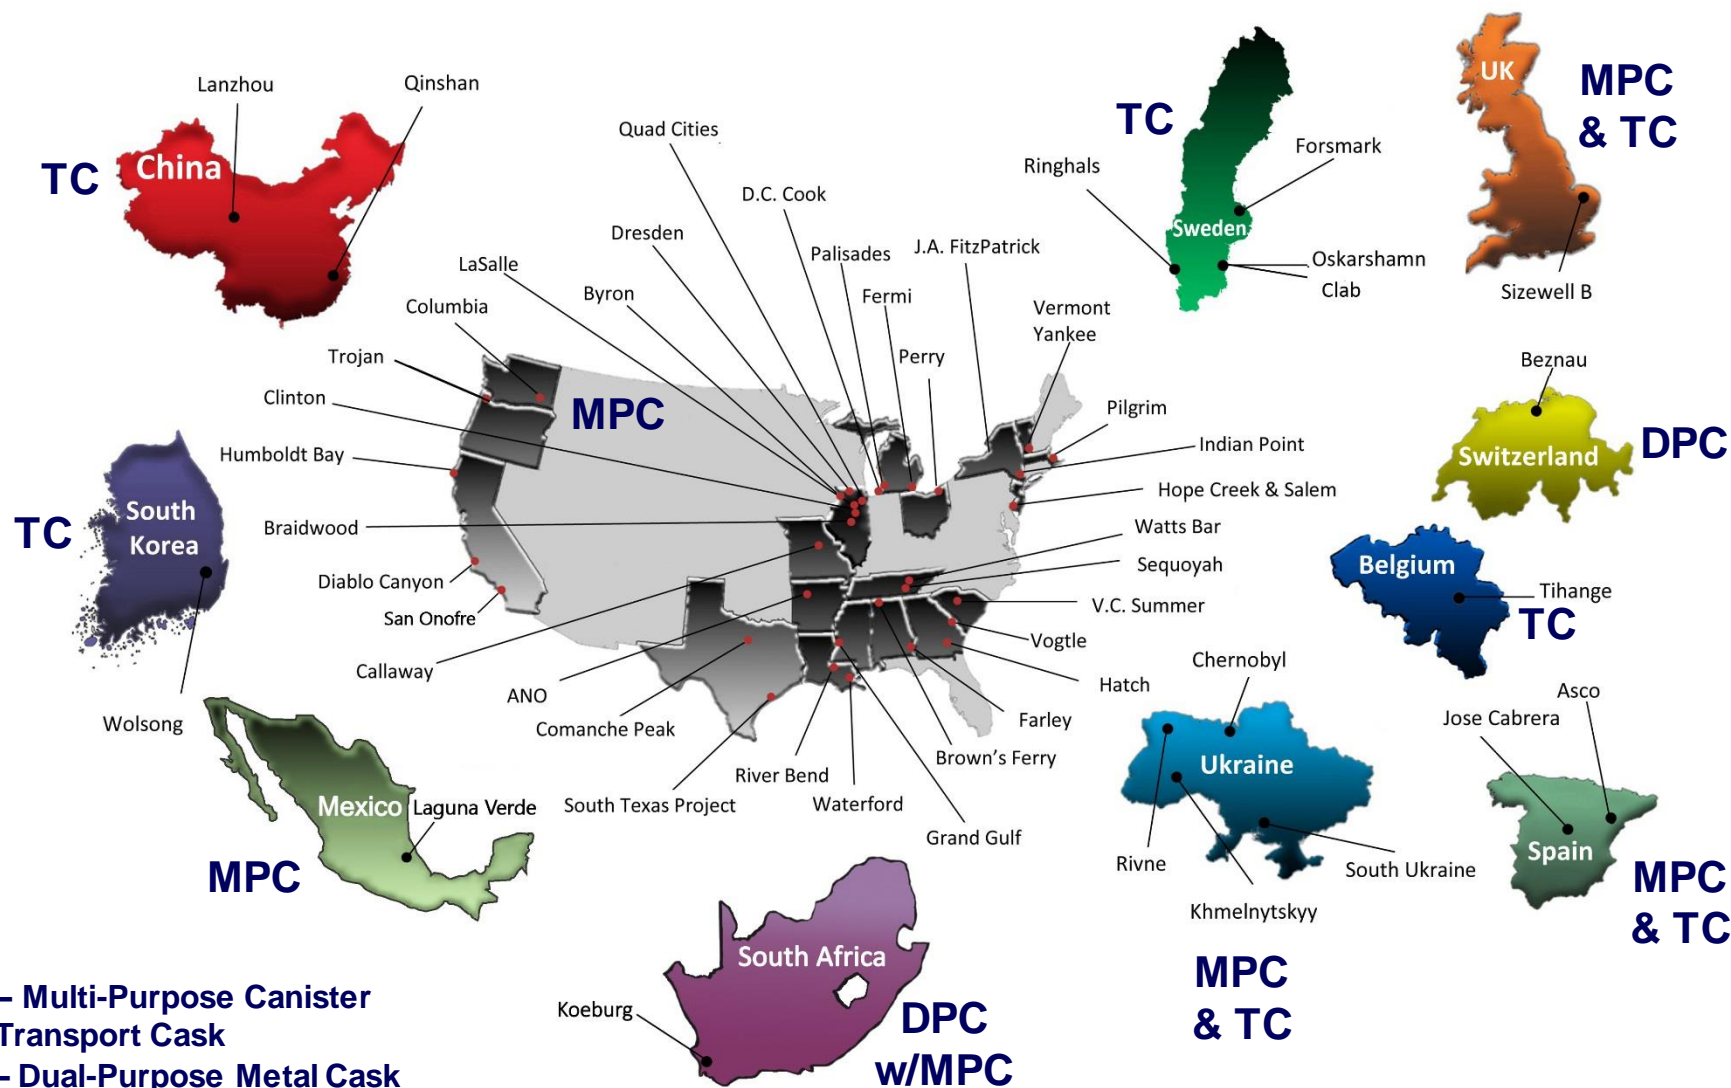 Lanzhou
Qinshan
China
TC
Quad Cities
D.C. Cook
Dresden
Palisades
J.A. FitzPatrick
LaSalle
Byron
Fermi
Columbia
Perry
Vermont
Yankee
Trojan
Clinton
MPC
Pilgrim
Humboldt Bay
Indian Point
Hope Creek & Salem
Braidwood
Watts Bar
Sequoyah
Diablo Canyon
San Onofre
V.C. Summer
Callaway
Vogtle
ANO
Hatch
Comanche Peak
Farley
River Bend
Brown's Ferry
South Texas Project
Waterford
Grand Gulf
TC
Forsmark
Ringhals
Sweden
Oskarshamn
Clab
UK
MPC
& TC
Sizewell B
Beznau
Switzerland
DPC
Belgium
Tihange
TC
South
Korea
TC
Wolsong
Mexico
Laguna Verde
MPC
Chernobyl
Ukraine
Rivne
South Ukraine
Khmelnytskyy
MPC
& TC
Asco
Jose Cabrera
Spain
MPC
& TC
South Africa
Koeburg
DPC
w/MPC
– Multi-Purpose Canister
Transport Cask
– Dual-Purpose Metal Cask